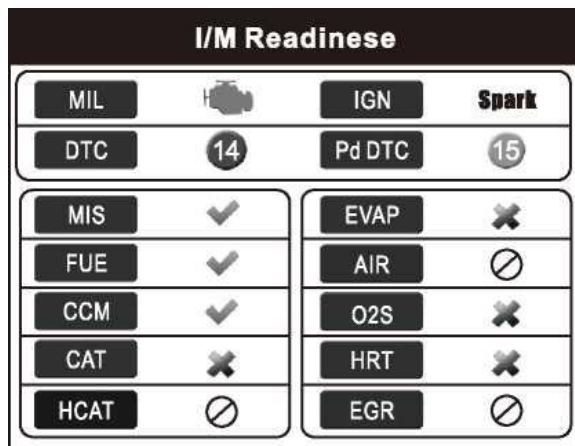 I/M Readinese
MIL IGN Spark
DTC 14 Pd DTC 15
MIS EVAP
FUE AIR
CCM O2S
CAT HRT
HCAT EGR